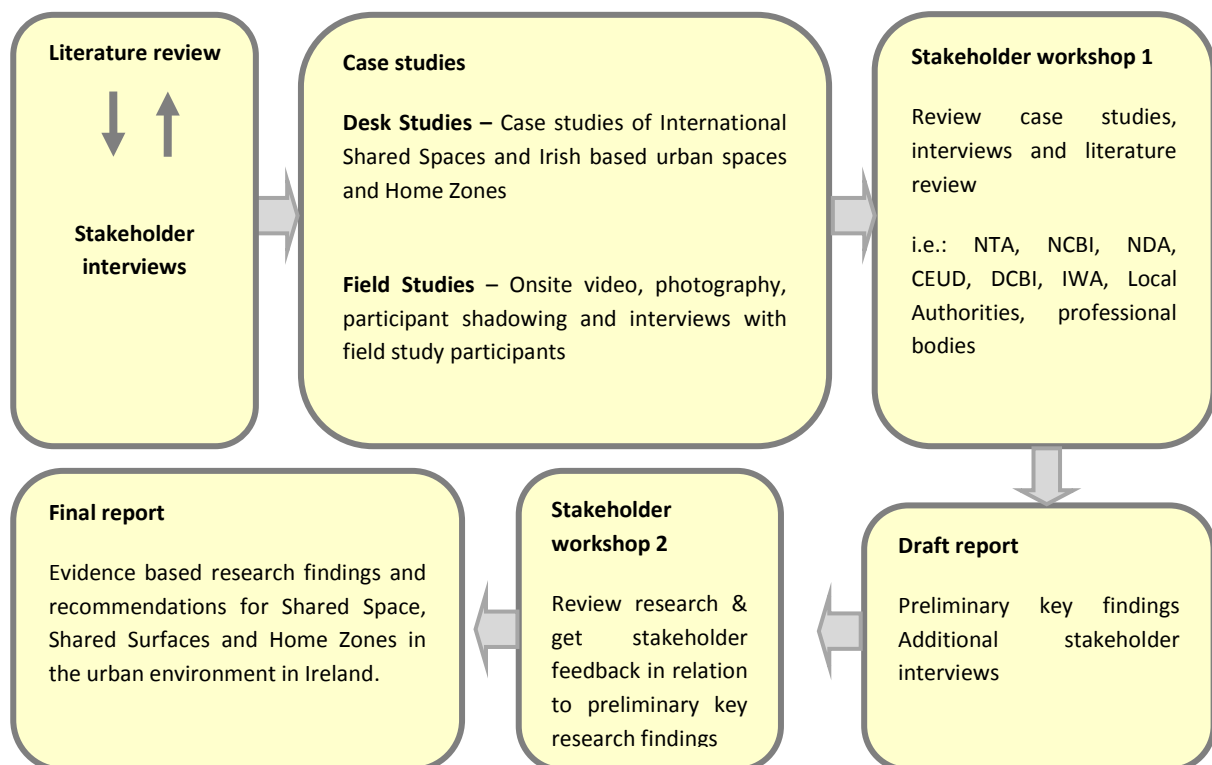 Literature review
Stakeholder
interviews
Case studies
Desk Studies – Case studies of International
Shared Spaces and Irish based urban spaces
and Home Zones
Field Studies – Onsite video, photography,
participant shadowing and interviews with
field study participants
Stakeholder workshop 1
Review case studies,
interviews and literature
review
i.e.: NTA, NCBI, NDA,
CEUD, DCBI, IWA, Local
Authorities, professional
bodies
Draft report
Preliminary key findings
Additional stakeholder
interviews
Stakeholder
workshop 2
Review research &
get stakeholder
feedback in relation
to preliminary key
research findings
Final report
Evidence based research findings and
recommendations for Shared Space,
Shared Surfaces and Home Zones in
the urban environment in Ireland.